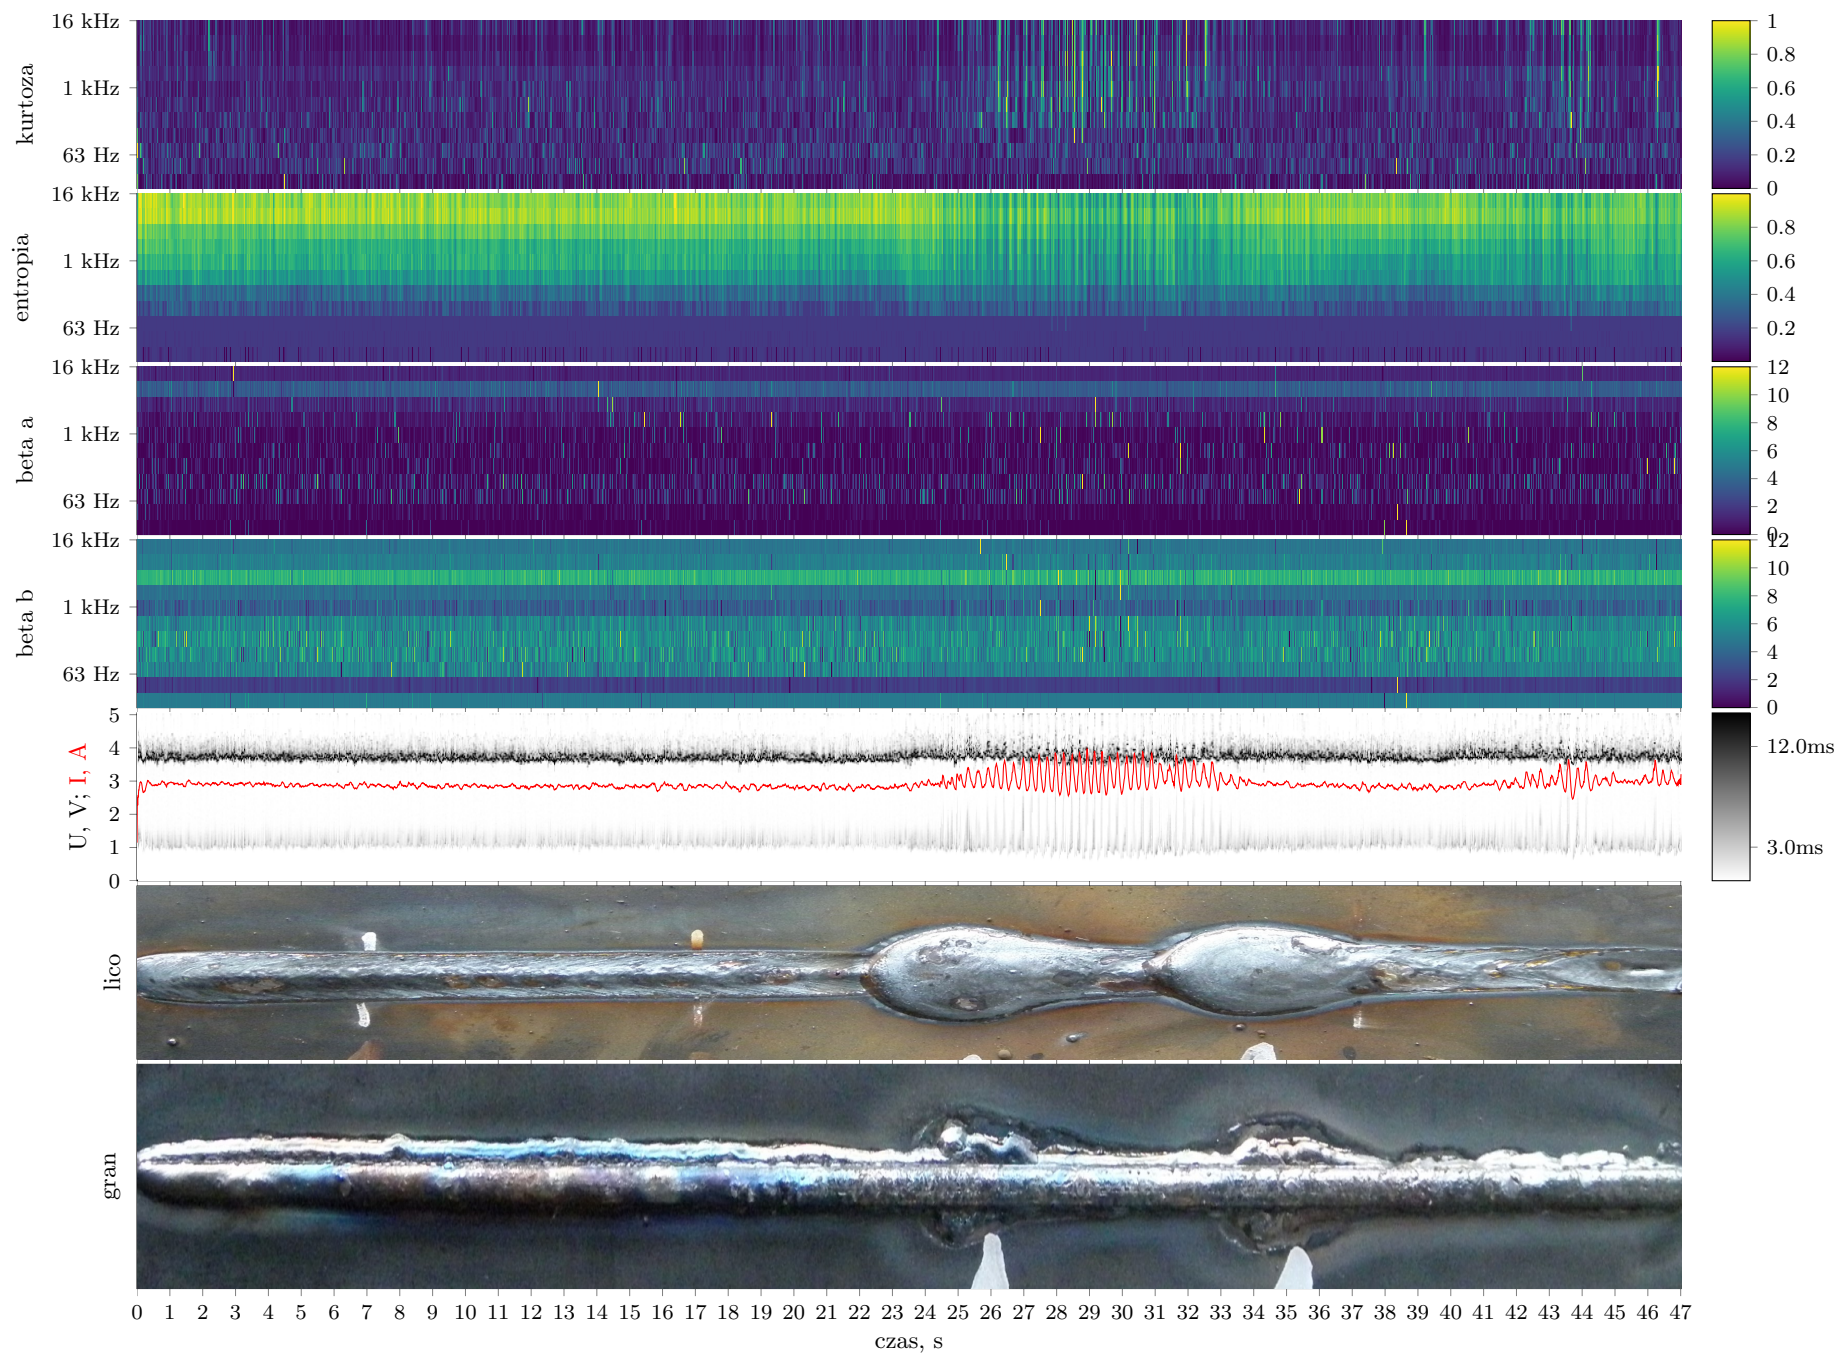 16 kHz
1 kHz
63 Hz
kurtoza
1
0.8
0.6
0.4
0.2
0
16 kHz
1 kHz
63 Hz
entropia
0.8
0.6
0.4
0.2
16 kHz
1 kHz
63 Hz
beta a
12
10
8
6
4
2
0
16 kHz
1 kHz
63 Hz
beta b
12
10
8
6
4
2
0
5
4
3
2
1
0
U, V; I, A
12.0ms
3.0ms
lico
gran
0 1 2 3 4 5 6 7 8 9 10 11 12 13 14 15 16 17 18 19 20 21 22 23 24 25 26 27 28 29 30 31 32 33 34 35 36 37 38 39 40 41 42 43 44 45 46 47
czas, s